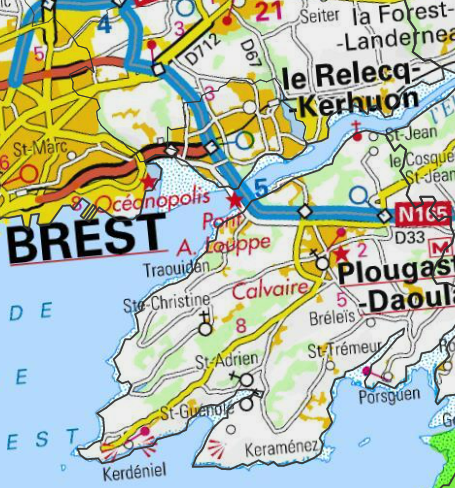 4
21
Seiter
la Forest-
-Landernea
5
D712
D67
3
le Relecq-
-Kerhuon
3
St-Marc
6
St-Jean
le Cosque
St-Jean
8
Océanopolis
5
Pont
A. Louppe
N165
D33
M
BREST
2
Traouidan
Plougast
-Daoula
Calvaire
5
Ste-Christine
Bréleïs
8
D E
St-Adrien
St-Trémeur
E
Porsguen
St-Guénolé
E S T
Keraménez
Kerdéniel